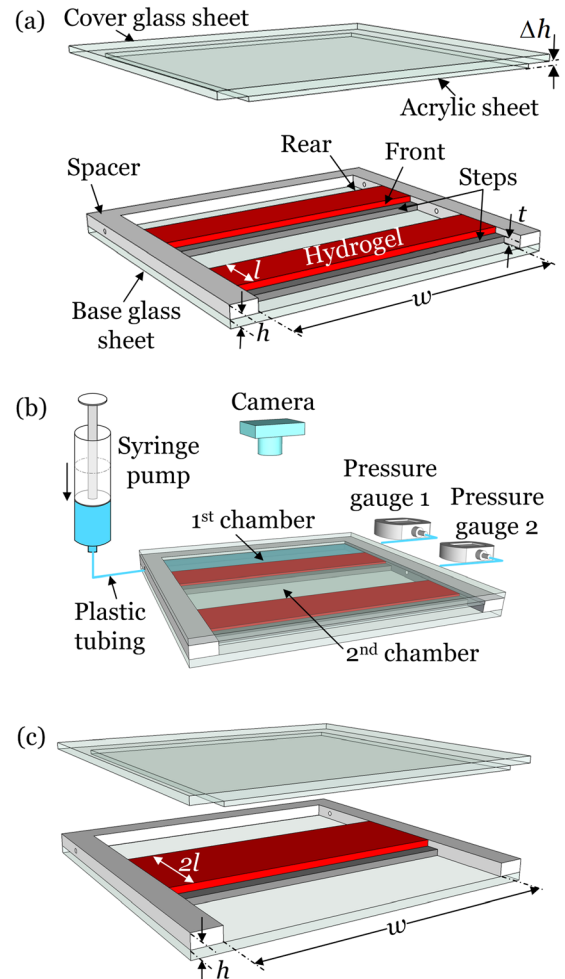 (a)
Cover glass sheet
Δh
Acrylic sheet
Rear
Front
Spacer
Steps
t
Hydrogel
l
w
Base glass
sheet
h
(b)
Camera
Syringe
pump
Pressure
gauge 1
Pressure
gauge 2
1st chamber
Plastic
tubing
2nd chamber
(c)
2l
w
h